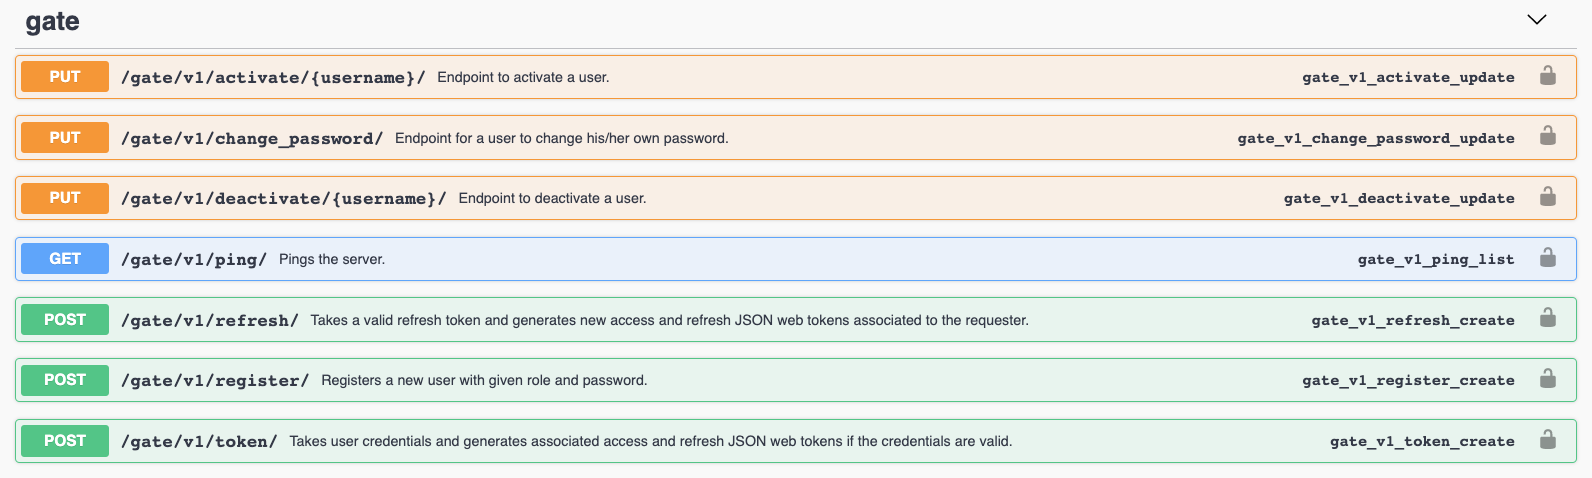 gate
PUT /gate/v1/activate/{username}/ Endpoint to activate a user. gate_v1_activate_update
PUT /gate/v1/change_password/ Endpoint for a user to change his/her own password. gate_v1_change_password_update
PUT /gate/v1/deactivate/{username}/ Endpoint to deactivate a user. gate_v1_deactivate_update
GET /gate/v1/ping/ Pings the server. gate_v1_ping_list
POST /gate/v1/refresh/ Takes a valid refresh token and generates new access and refresh JSON web tokens associated to the requester. gate_v1_refresh_create
POST /gate/v1/register/ Registers a new user with given role and password. gate_v1_register_create
POST /gate/v1/token/ Takes user credentials and generates associated access and refresh JSON web tokens if the credentials are valid. gate_v1_token_create